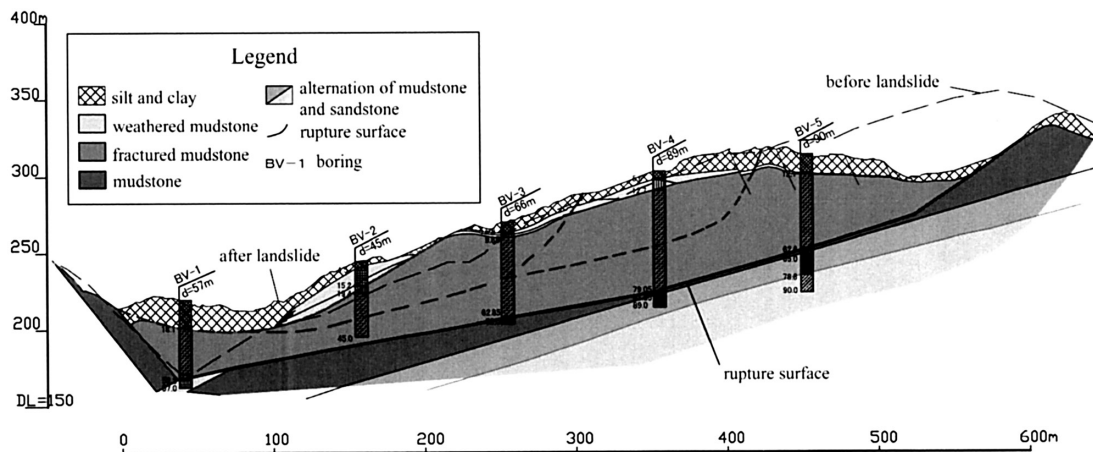 400m
350
300
250
200
DL=150
Legend
silt and clay
weathered mudstone
fractured mudstone
mudstone
alternation of mudstone
and sandstone
rupture surface
BV-1 boring
before landslide
after landslide
BV-1
d=57m
BV-2
d=45m
45.0
BV-3
d=66m
62.85
BV-4
d=89m
79.05
89.0
BV-5
d=90m
90.0
rupture surface
0
100
200
300
400
500
600m